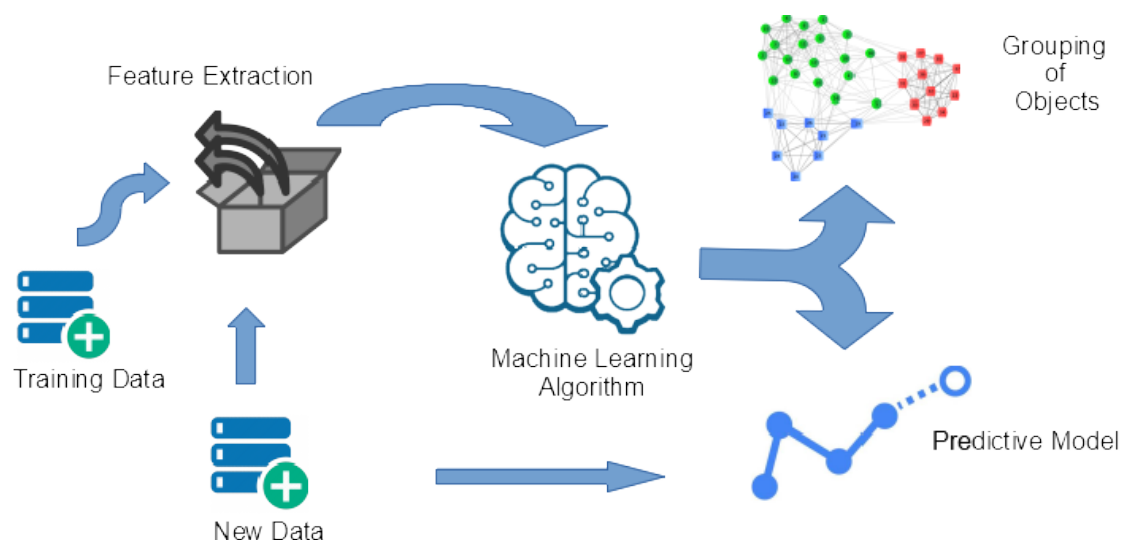 Feature Extraction
Grouping
of
Objects
Training Data
Machine Learning
Algorithm
Predictive Model
New Data